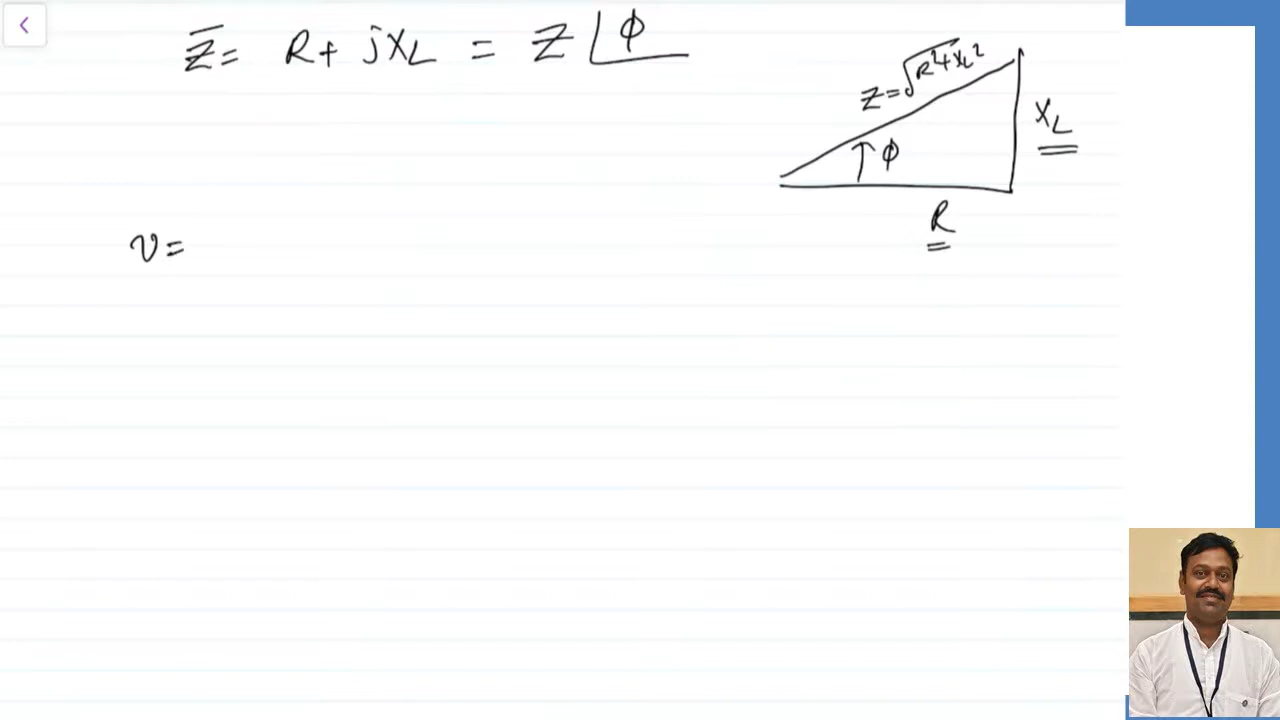 Z̅ = R + jXL = Z∠ϕ
Z = √R²+XL²
XL
ϕ
R
v =